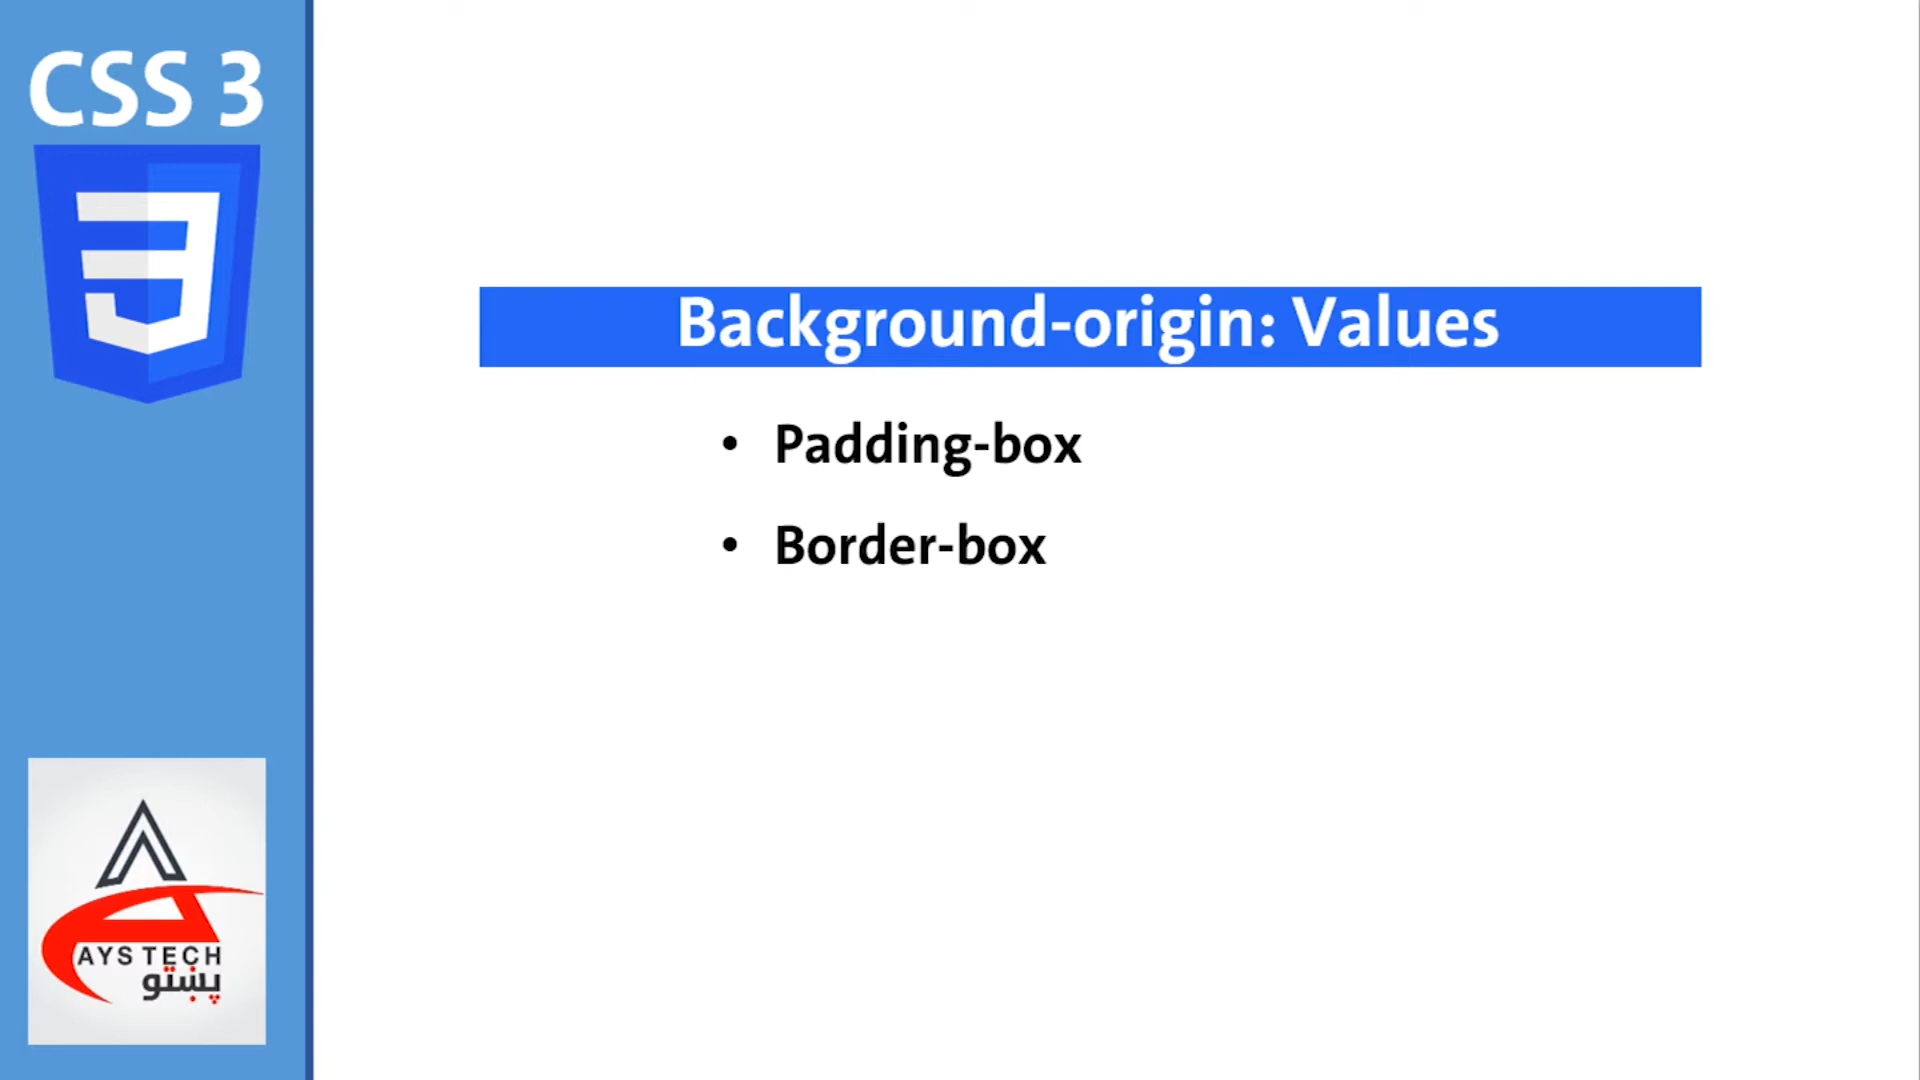 CSS 3
Background-origin: Values
• Padding-box
• Border-box
AYS TECH
پښتو